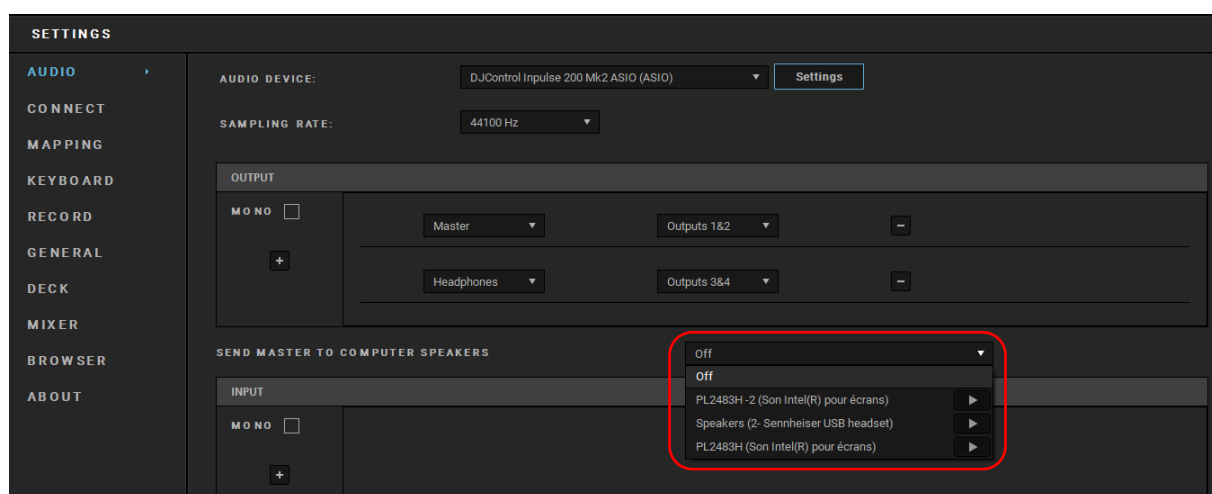 SETTINGS
AUDIO
CONNECT
MAPPING
KEYBOARD
RECORD
GENERAL
DECK
MIXER
BROWSER
ABOUT
AUDIO DEVICE: DJControl Inpulse 200 Mk2 ASIO (ASIO) Settings
SAMPLING RATE: 44100 Hz
OUTPUT
MONO
Master Outputs 1&2 −
+
Headphones Outputs 3&4 −
SEND MASTER TO COMPUTER SPEAKERS Off
Off
PL2483H-2 (Son Intel(R) pour écrans)
Speakers (2- Sennheiser USB headset)
PL2483H (Son Intel(R) pour écrans)
INPUT
MONO
+